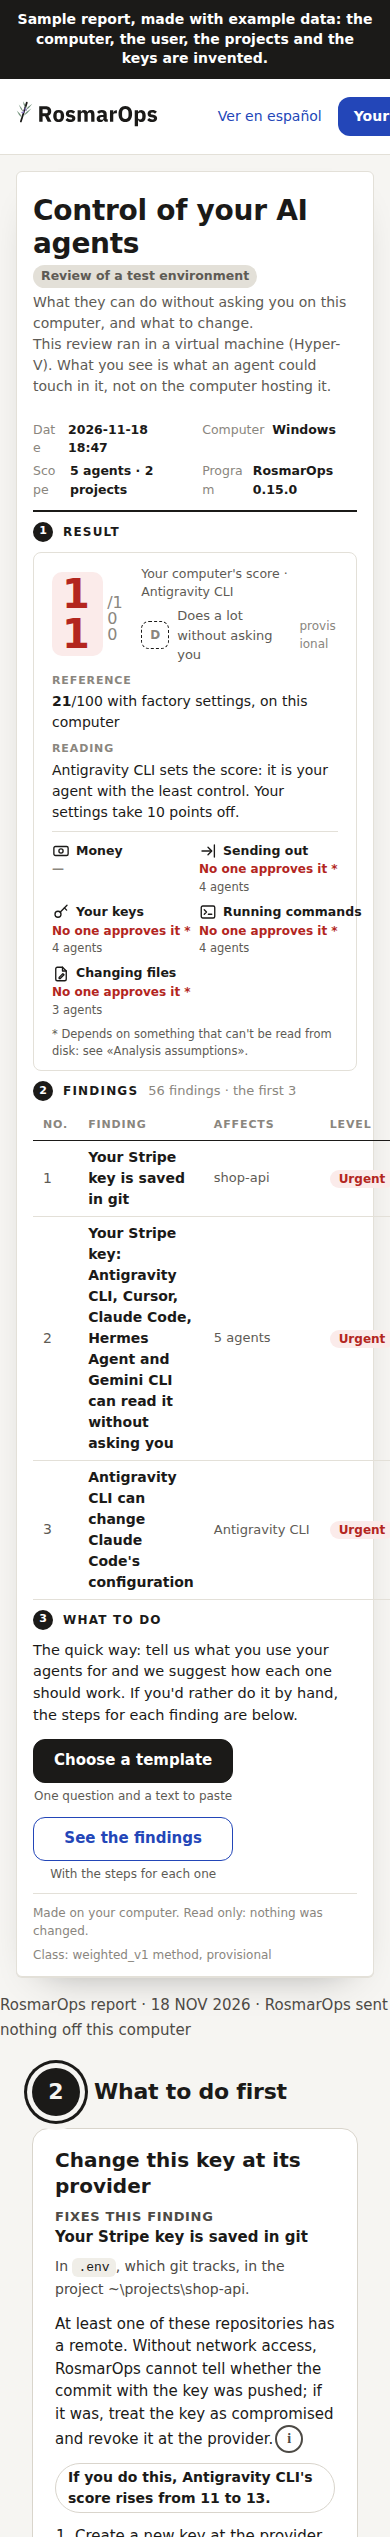 Sample report, made with example data: the
computer, the user, the projects and the
keys are invented.
RosmarOps
Ver en español
Your
Control of your AI
agents
Review of a test environment
What they can do without asking you on this
computer, and what to change.
This review ran in a virtual machine (Hyper-
V). What you see is what an agent could
touch in it, not on the computer hosting it.
Dat
e
2026-11-18
18:47
Computer Windows
Sco
pe
5 agents · 2
projects
Progra
m
RosmarOps
0.15.0
1 RESULT
1
1
/1
0
0
Your computer's score ·
Antigravity CLI
D
Does a lot
without asking
you
provis
ional
REFERENCE
21/100 with factory settings, on this
computer
READING
Antigravity CLI sets the score: it is your
agent with the least control. Your
settings take 10 points off.
Money
—
Sending out
No one approves it *
4 agents
Your keys
No one approves it *
4 agents
Running commands
No one approves it *
4 agents
Changing files
No one approves it *
3 agents
* Depends on something that can't be read from
disk: see «Analysis assumptions».
2 FINDINGS 56 findings · the first 3
NO. FINDING AFFECTS LEVEL
1
Your Stripe
key is saved
in git
shop-api
Urgent
2
Your Stripe
key:
Antigravity
CLI, Cursor,
Claude Code,
Hermes
Agent and
Gemini CLI
can read it
without
asking you
5 agents
Urgent
3
Antigravity
CLI can
change
Claude
Code's
configuration
Antigravity CLI
Urgent
3 WHAT TO DO
The quick way: tell us what you use your
agents for and we suggest how each one
should work. If you'd rather do it by hand,
the steps for each finding are below.
Choose a template
One question and a text to paste
See the findings
With the steps for each one
Made on your computer. Read only: nothing was
changed.
Class: weighted_v1 method, provisional
RosmarOps report · 18 NOV 2026 · RosmarOps sent
nothing off this computer
2 What to do first
Change this key at its
provider
FIXES THIS FINDING
Your Stripe key is saved in git
In .env, which git tracks, in the
project ~\projects\shop-api.
At least one of these repositories has
a remote. Without network access,
RosmarOps cannot tell whether the
commit with the key was pushed; if
it was, treat the key as compromised
and revoke it at the provider. i
If you do this, Antigravity CLI's
score rises from 11 to 13.
1. Create a new key at the provider